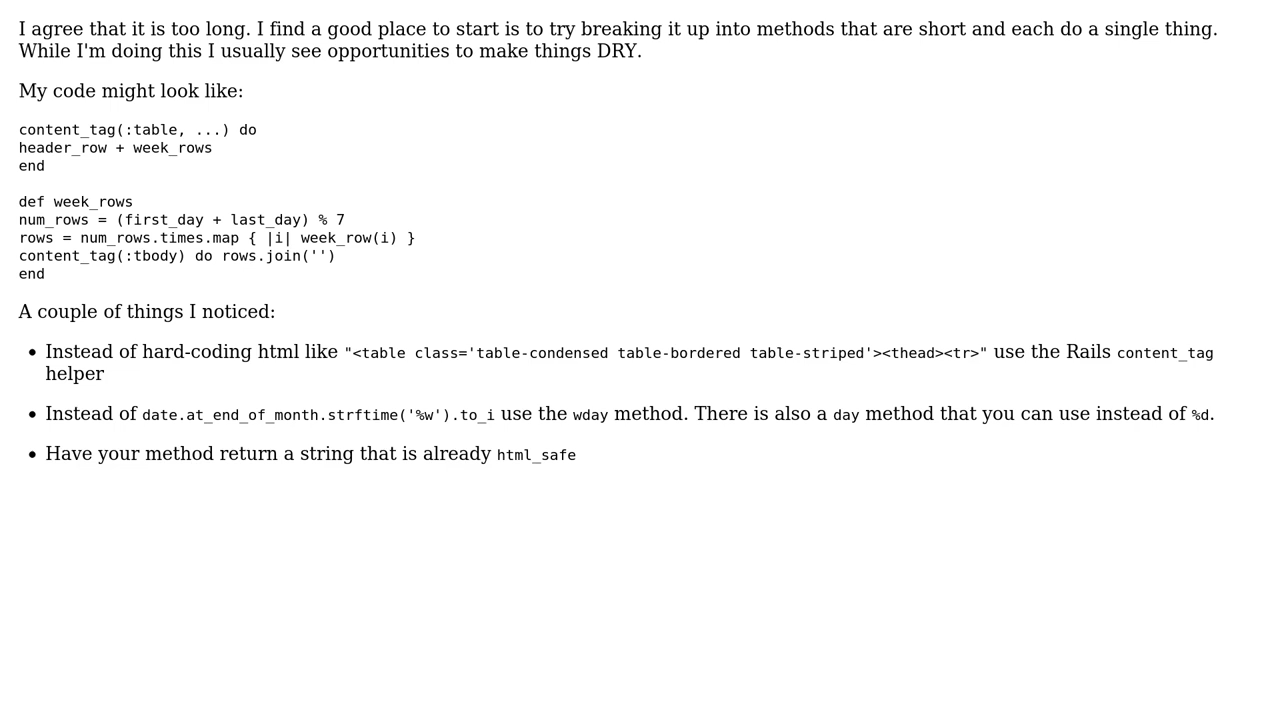 I agree that it is too long. I find a good place to start is to try breaking it up into methods that are short and each do a single thing.
While I'm doing this I usually see opportunities to make things DRY.
My code might look like:
content_tag(:table, ...) do
header_row + week_rows
end
def week_rows
num_rows = (first_day + last_day) % 7
rows = num_rows.times.map { |i| week_row(i) }
content_tag(:tbody) do rows.join('')
end
A couple of things I noticed:
• Instead of hard-coding html like "<table class='table-condensed table-bordered table-striped'><thead><tr>" use the Rails content_tag
helper
• Instead of date.at_end_of_month.strftime('%w').to_i use the wday method. There is also a day method that you can use instead of %d.
• Have your method return a string that is already html_safe